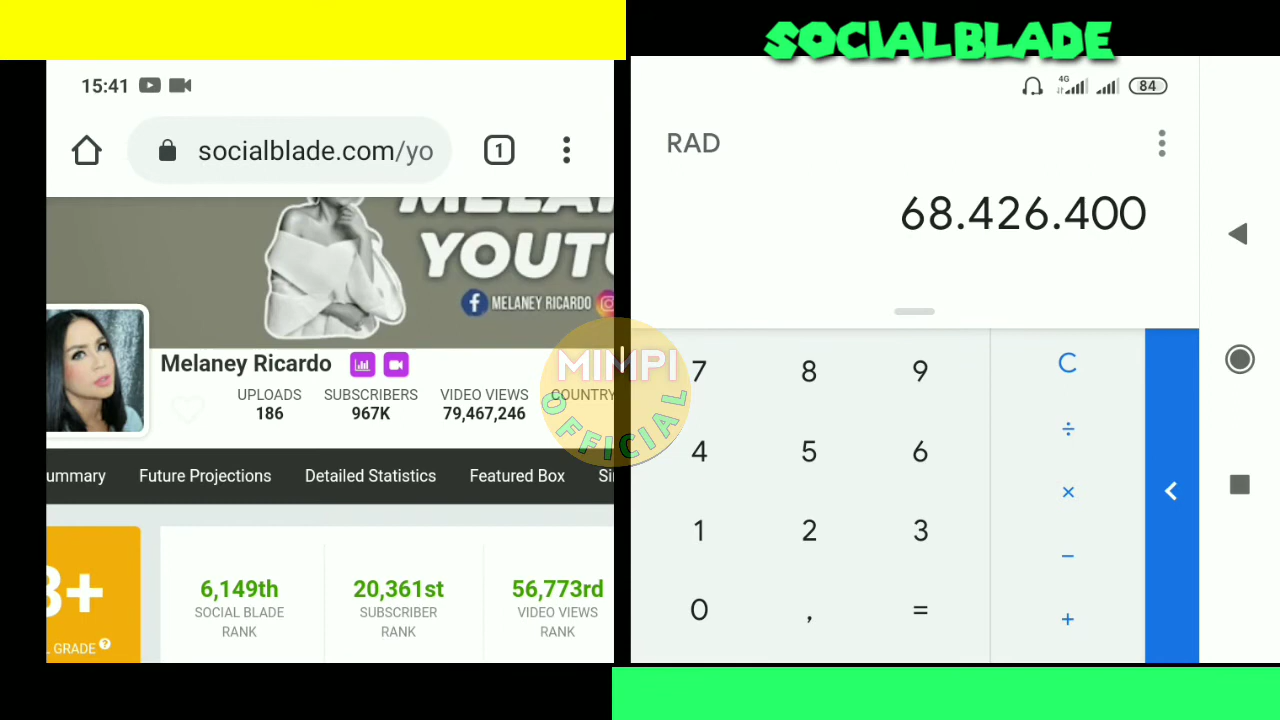 SOCIALBLADE
15:41
socialblade.com/yo
1
YOUTU
MELANEY RICARDO
Melaney Ricardo
UPLOADS
186
SUBSCRIBERS
967K
VIDEO VIEWS
79,467,246
COUNTRY
ummary
Future Projections
Detailed Statistics
Featured Box
6,149th
SOCIAL BLADE
RANK
20,361st
SUBSCRIBER
RANK
56,773rd
VIDEO VIEWS
RANK
GRADE
?
MIMPI
OFFICIAL
4G
84
RAD
68.426.400
7 8 9 C
÷
4 5 6
×
1 2 3
−
0 , =
+